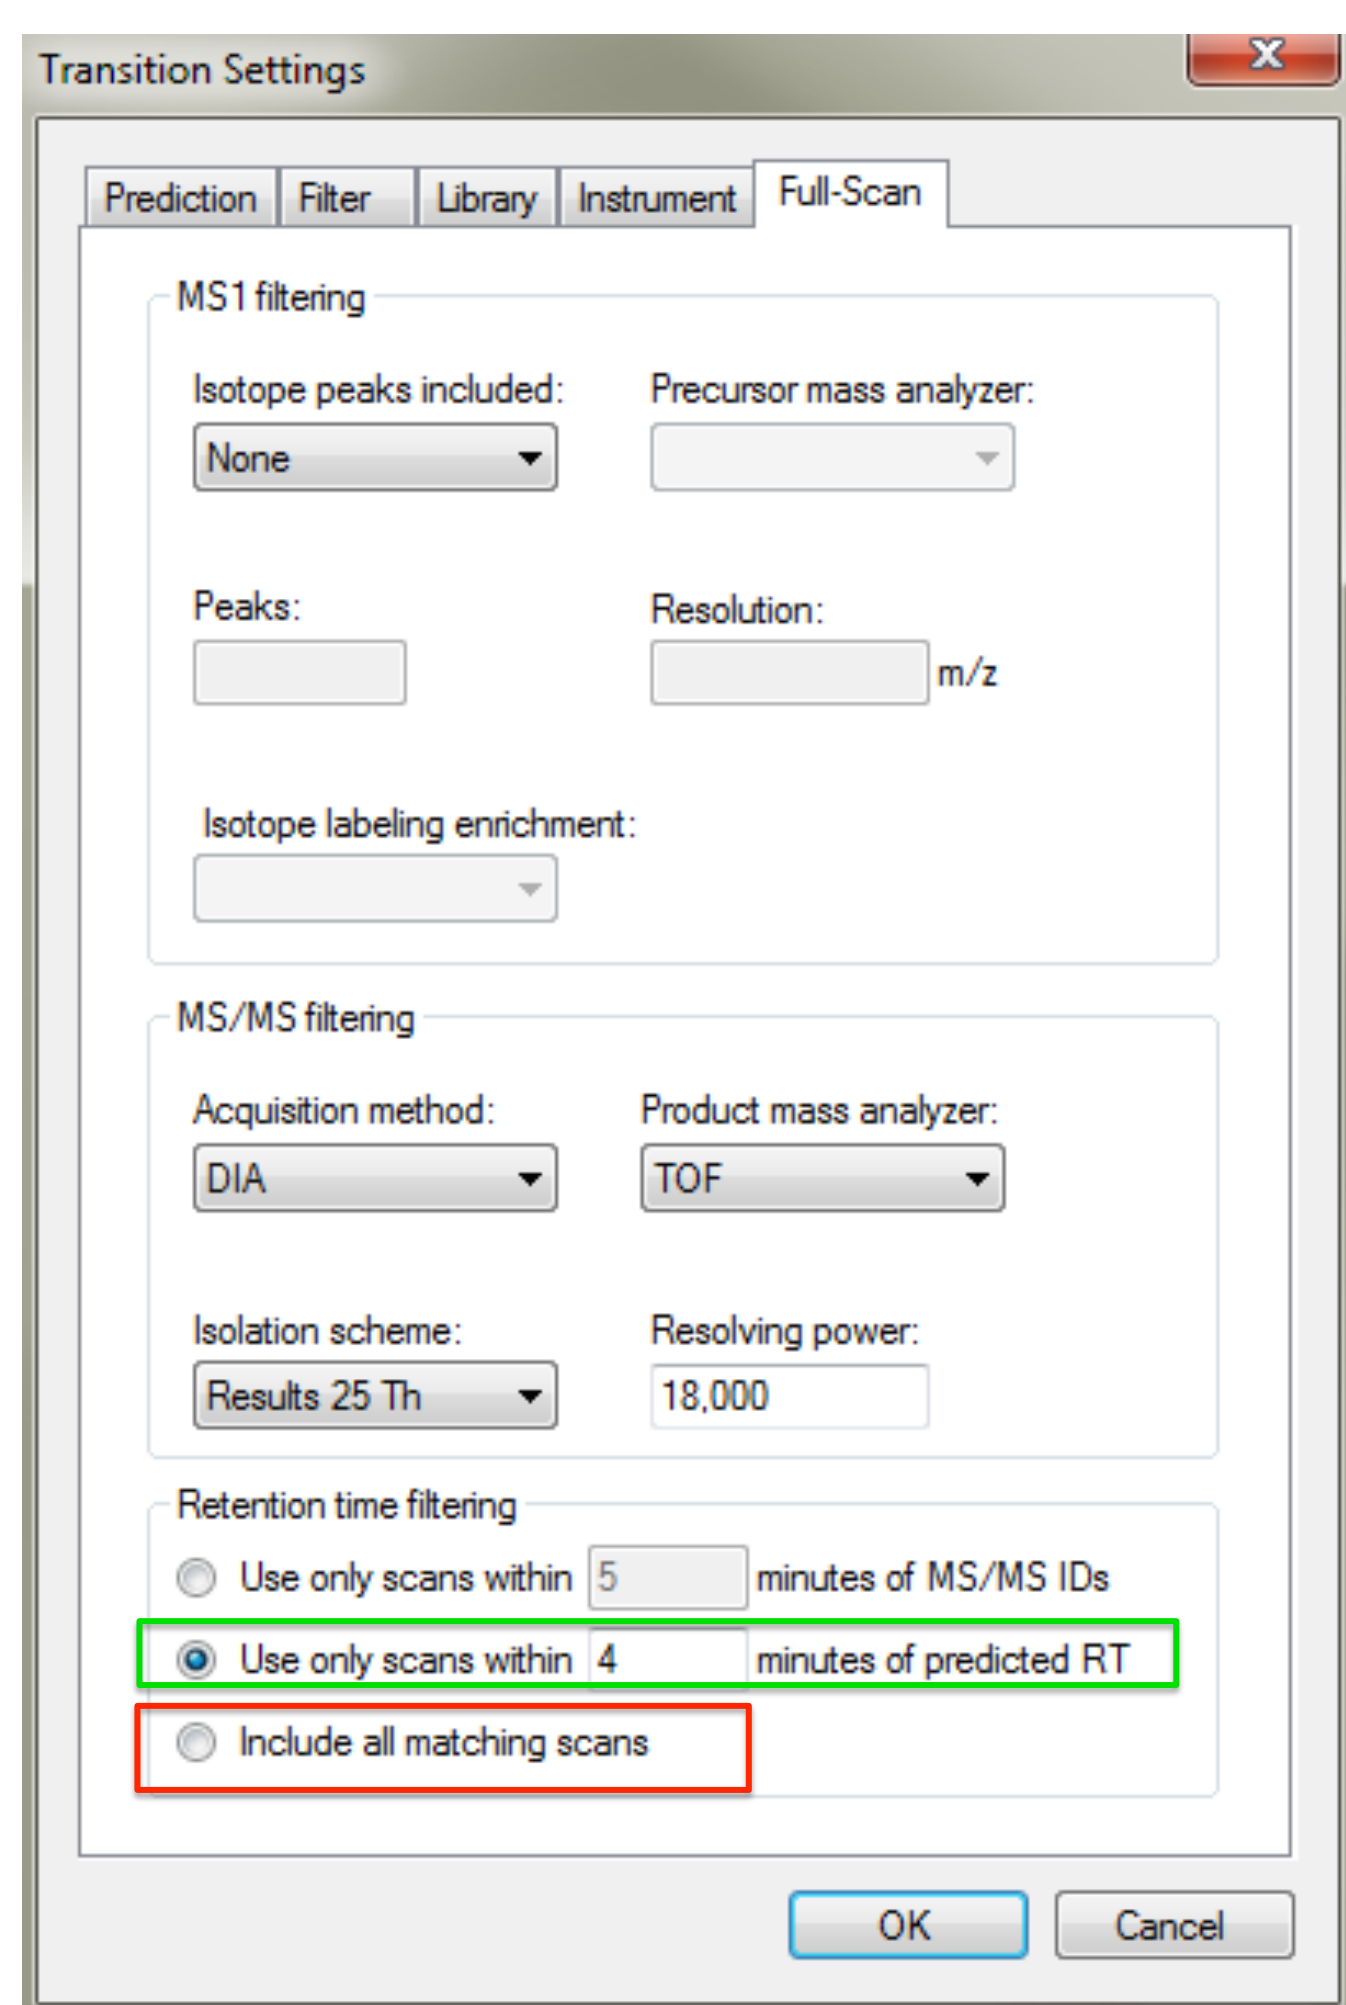 Transition Settings
X
Prediction Filter Library Instrument Full-Scan
MS1 filtering
Isotope peaks included: Precursor mass analyzer:
None
Peaks: Resolution:
m/z
Isotope labeling enrichment:
MS/MS filtering
Acquisition method: Product mass analyzer:
DIA TOF
Isolation scheme: Resolving power:
Results 25 Th 18,000
Retention time filtering
Use only scans within 5 minutes of MS/MS IDs
Use only scans within 4 minutes of predicted RT
Include all matching scans
OK Cancel